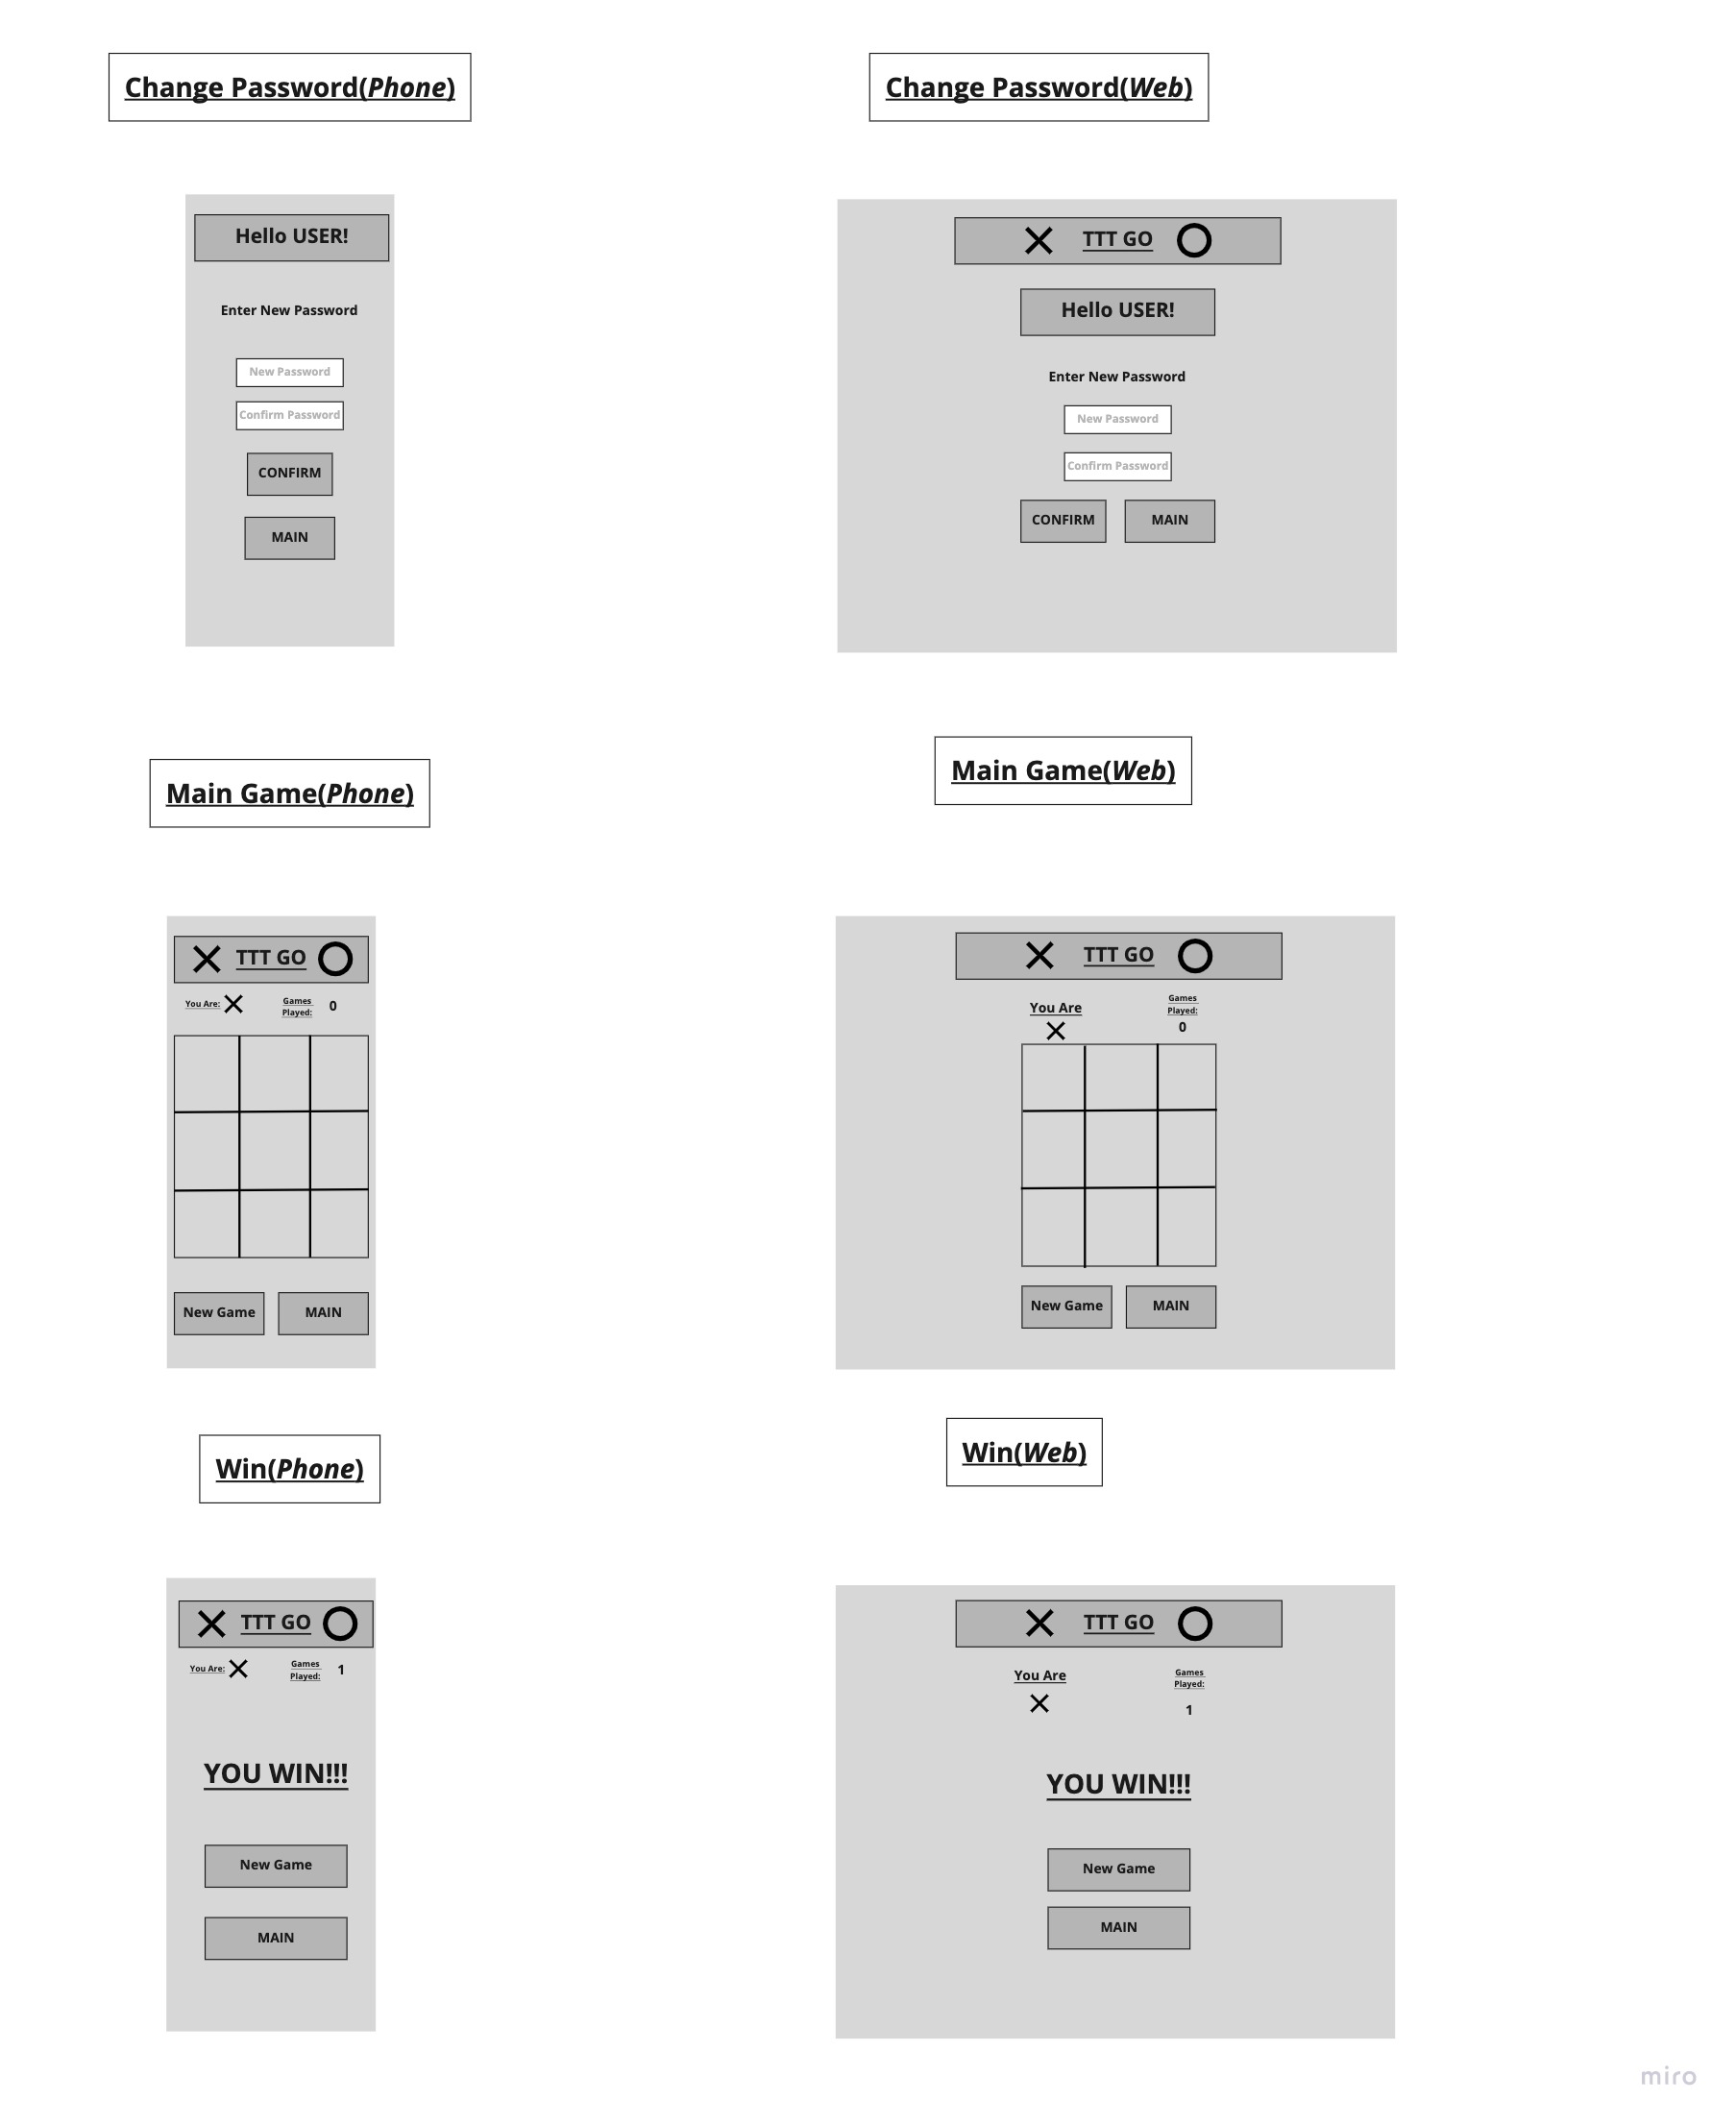 Change Password(Phone)
Change Password(Web)
Hello USER!
Enter New Password
New Password
Confirm Password
CONFIRM
MAIN
TTT GO
Hello USER!
Enter New Password
New Password
Confirm Password
CONFIRM MAIN
Main Game(Phone)
Main Game(Web)
TTT GO
You Are:
Games
Played:
0
New Game MAIN
TTT GO
You Are
Games
Played:
0
New Game MAIN
Win(Phone)
Win(Web)
TTT GO
You Are:
Games
Played:
1
YOU WIN!!!
New Game
MAIN
TTT GO
You Are
Games
Played:
1
YOU WIN!!!
New Game
MAIN
miro